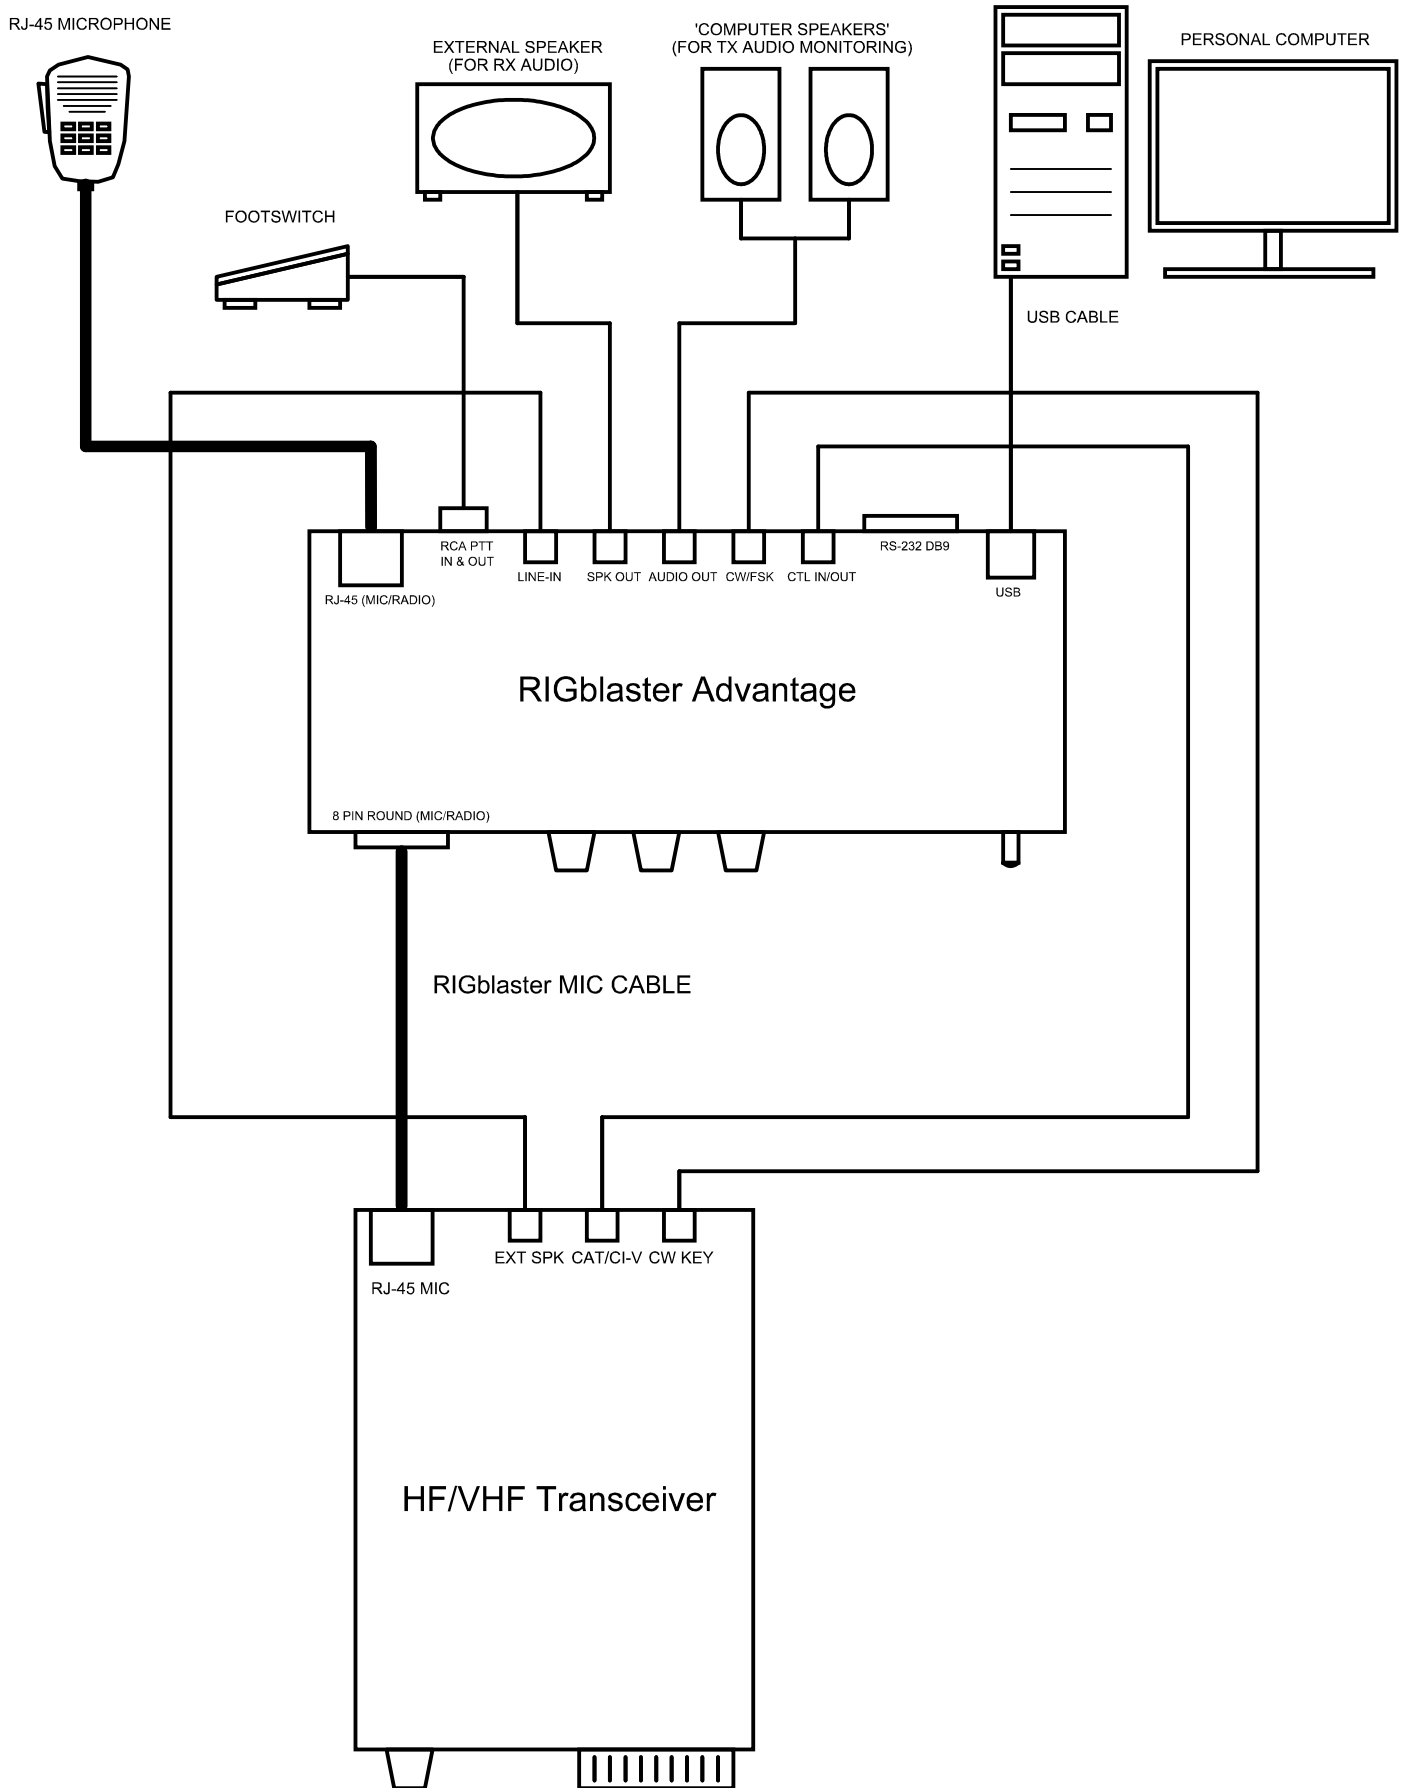 RJ-45 MICROPHONE
EXTERNAL SPEAKER
(FOR RX AUDIO)
'COMPUTER SPEAKERS'
(FOR TX AUDIO MONITORING)
PERSONAL COMPUTER
FOOTSWITCH
USB CABLE
RCA PTT
IN & OUT
LINE-IN
SPK OUT
AUDIO OUT
CW/FSK
CTL IN/OUT
RS-232 DB9
USB
RJ-45 (MIC/RADIO)
RIGblaster Advantage
8 PIN ROUND (MIC/RADIO)
RIGblaster MIC CABLE
EXT SPK
CAT/CI-V
CW KEY
RJ-45 MIC
HF/VHF Transceiver